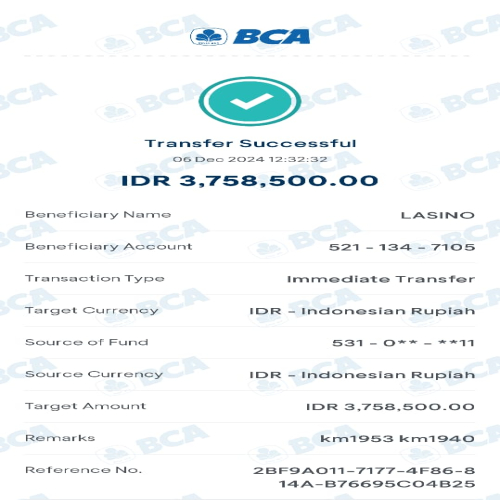 BCA
Transfer Successful
06 Dec 2024 12:32:32
IDR 3,758,500.00
Beneficiary Name LASINO
Beneficiary Account 521 - 134 - 7105
Transaction Type Immediate Transfer
Target Currency IDR - Indonesian Rupiah
Source of Fund 531 - 0** - **11
Source Currency IDR - Indonesian Rupiah
Target Amount IDR 3,758,500.00
Remarks km1953 km1940
Reference No. 2BF9A011-7177-4F86-8
14A-B76695C04B25